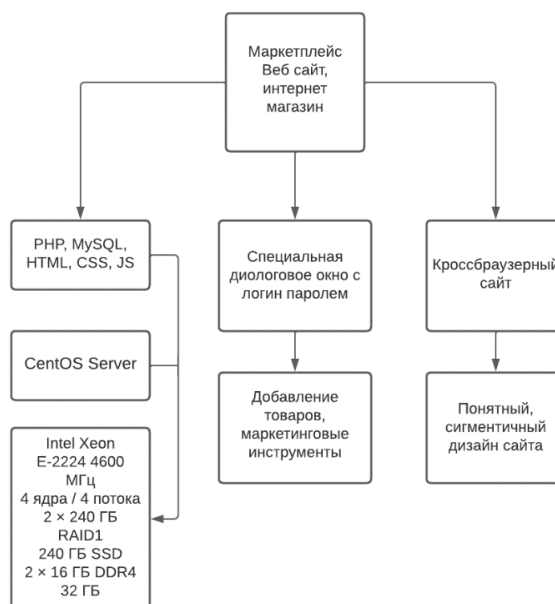 Маркетплейс
Веб сайт,
интернет
магазин
PHP, MySQL,
HTML, CSS, JS
CentOS Server
Intel Xeon
E-2224 4600
МГц
4 ядра / 4 потока
2 × 240 ГБ
RAID1
240 ГБ SSD
2 × 16 ГБ DDR4
32 ГБ
Специальная
диологовое окно с
логин паролем
Добавление
товаров,
маркетинговые
инструменты
Кроссбраузерный
сайт
Понятный,
сигментичный
дизайн сайта